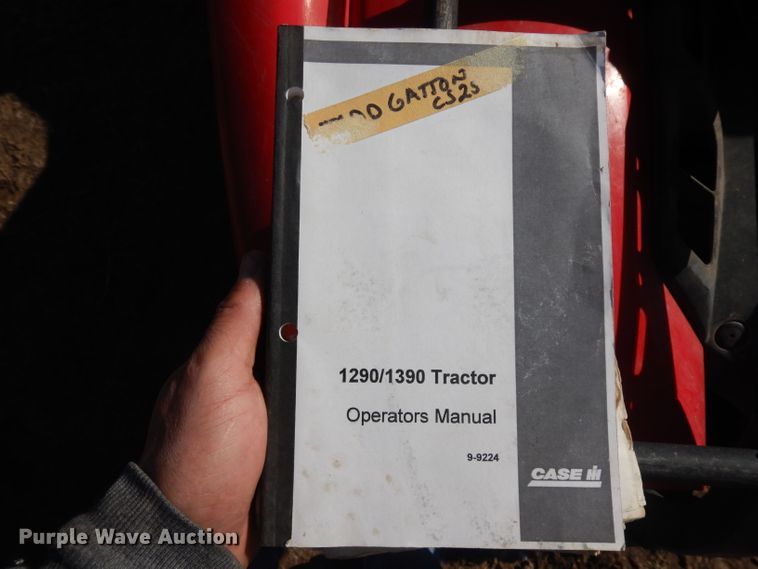 GATTON
CS25
1290/1390 Tractor
Operators Manual
9-9224
CASE IH
Purple Wave Auction